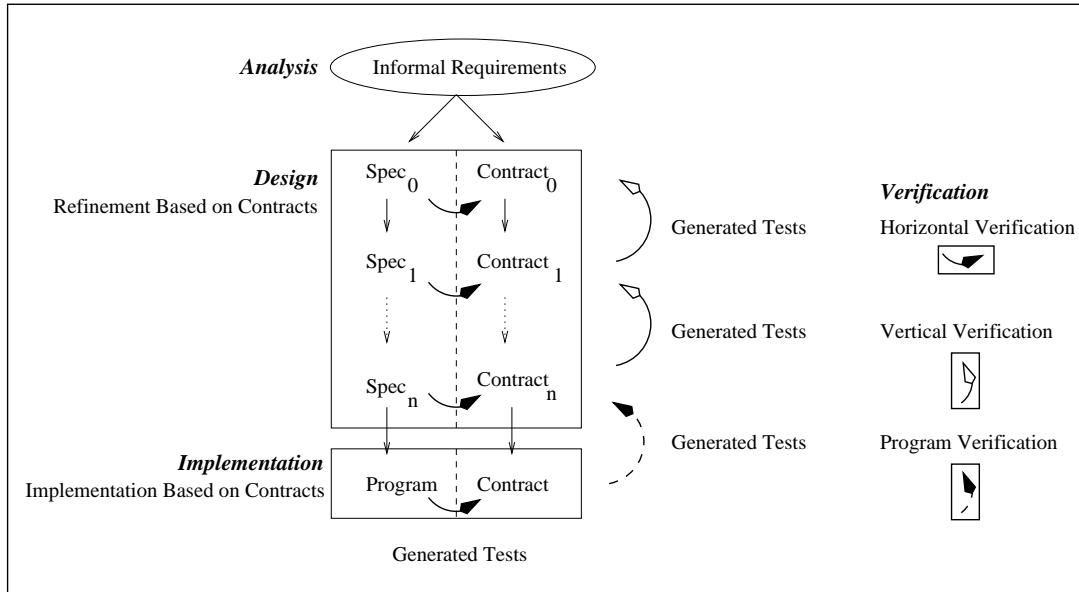 Analysis
Informal Requirements
Design
Refinement Based on Contracts
Spec0
Contract0
Spec1
Contract1
Specn
Contractn
Generated Tests
Generated Tests
Generated Tests
Verification
Horizontal Verification
Vertical Verification
Program Verification
Implementation
Implementation Based on Contracts
Program
Contract
Generated Tests